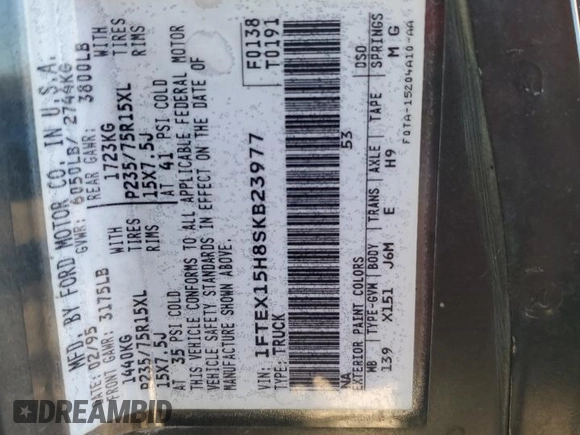 MFD. BY FORD MOTOR CO. IN U.S.A.
DATE: 02/95 GVWR: 6050LB/ 2744KG
FRONT GAWR: 3175LB REAR GAWR: 3800LB
1440KG WITH 1723KG WITH
P235/75R15XL TIRES P235/75R15XL TIRES
15X7.5J RIMS 15X7.5J RIMS
AT 35 PSI COLD AT 41 PSI COLD
THIS VEHICLE CONFORMS TO ALL APPLICABLE FEDERAL MOTOR
VEHICLE SAFETY STANDARDS IN EFFECT ON THE DATE OF
MANUFACTURE SHOWN ABOVE.
F0138
T0191
VIN: 1FTEX15H8SKB23977
TYPE: TRUCK
NA 53
EXTERIOR PAINT COLORS DSO
WB TYPE-GVM BODY TRANS AXLE TAPE SPRINGS
139 X151 J6M E H9 M G
F0TA-15204A10-AA
DREAMBID